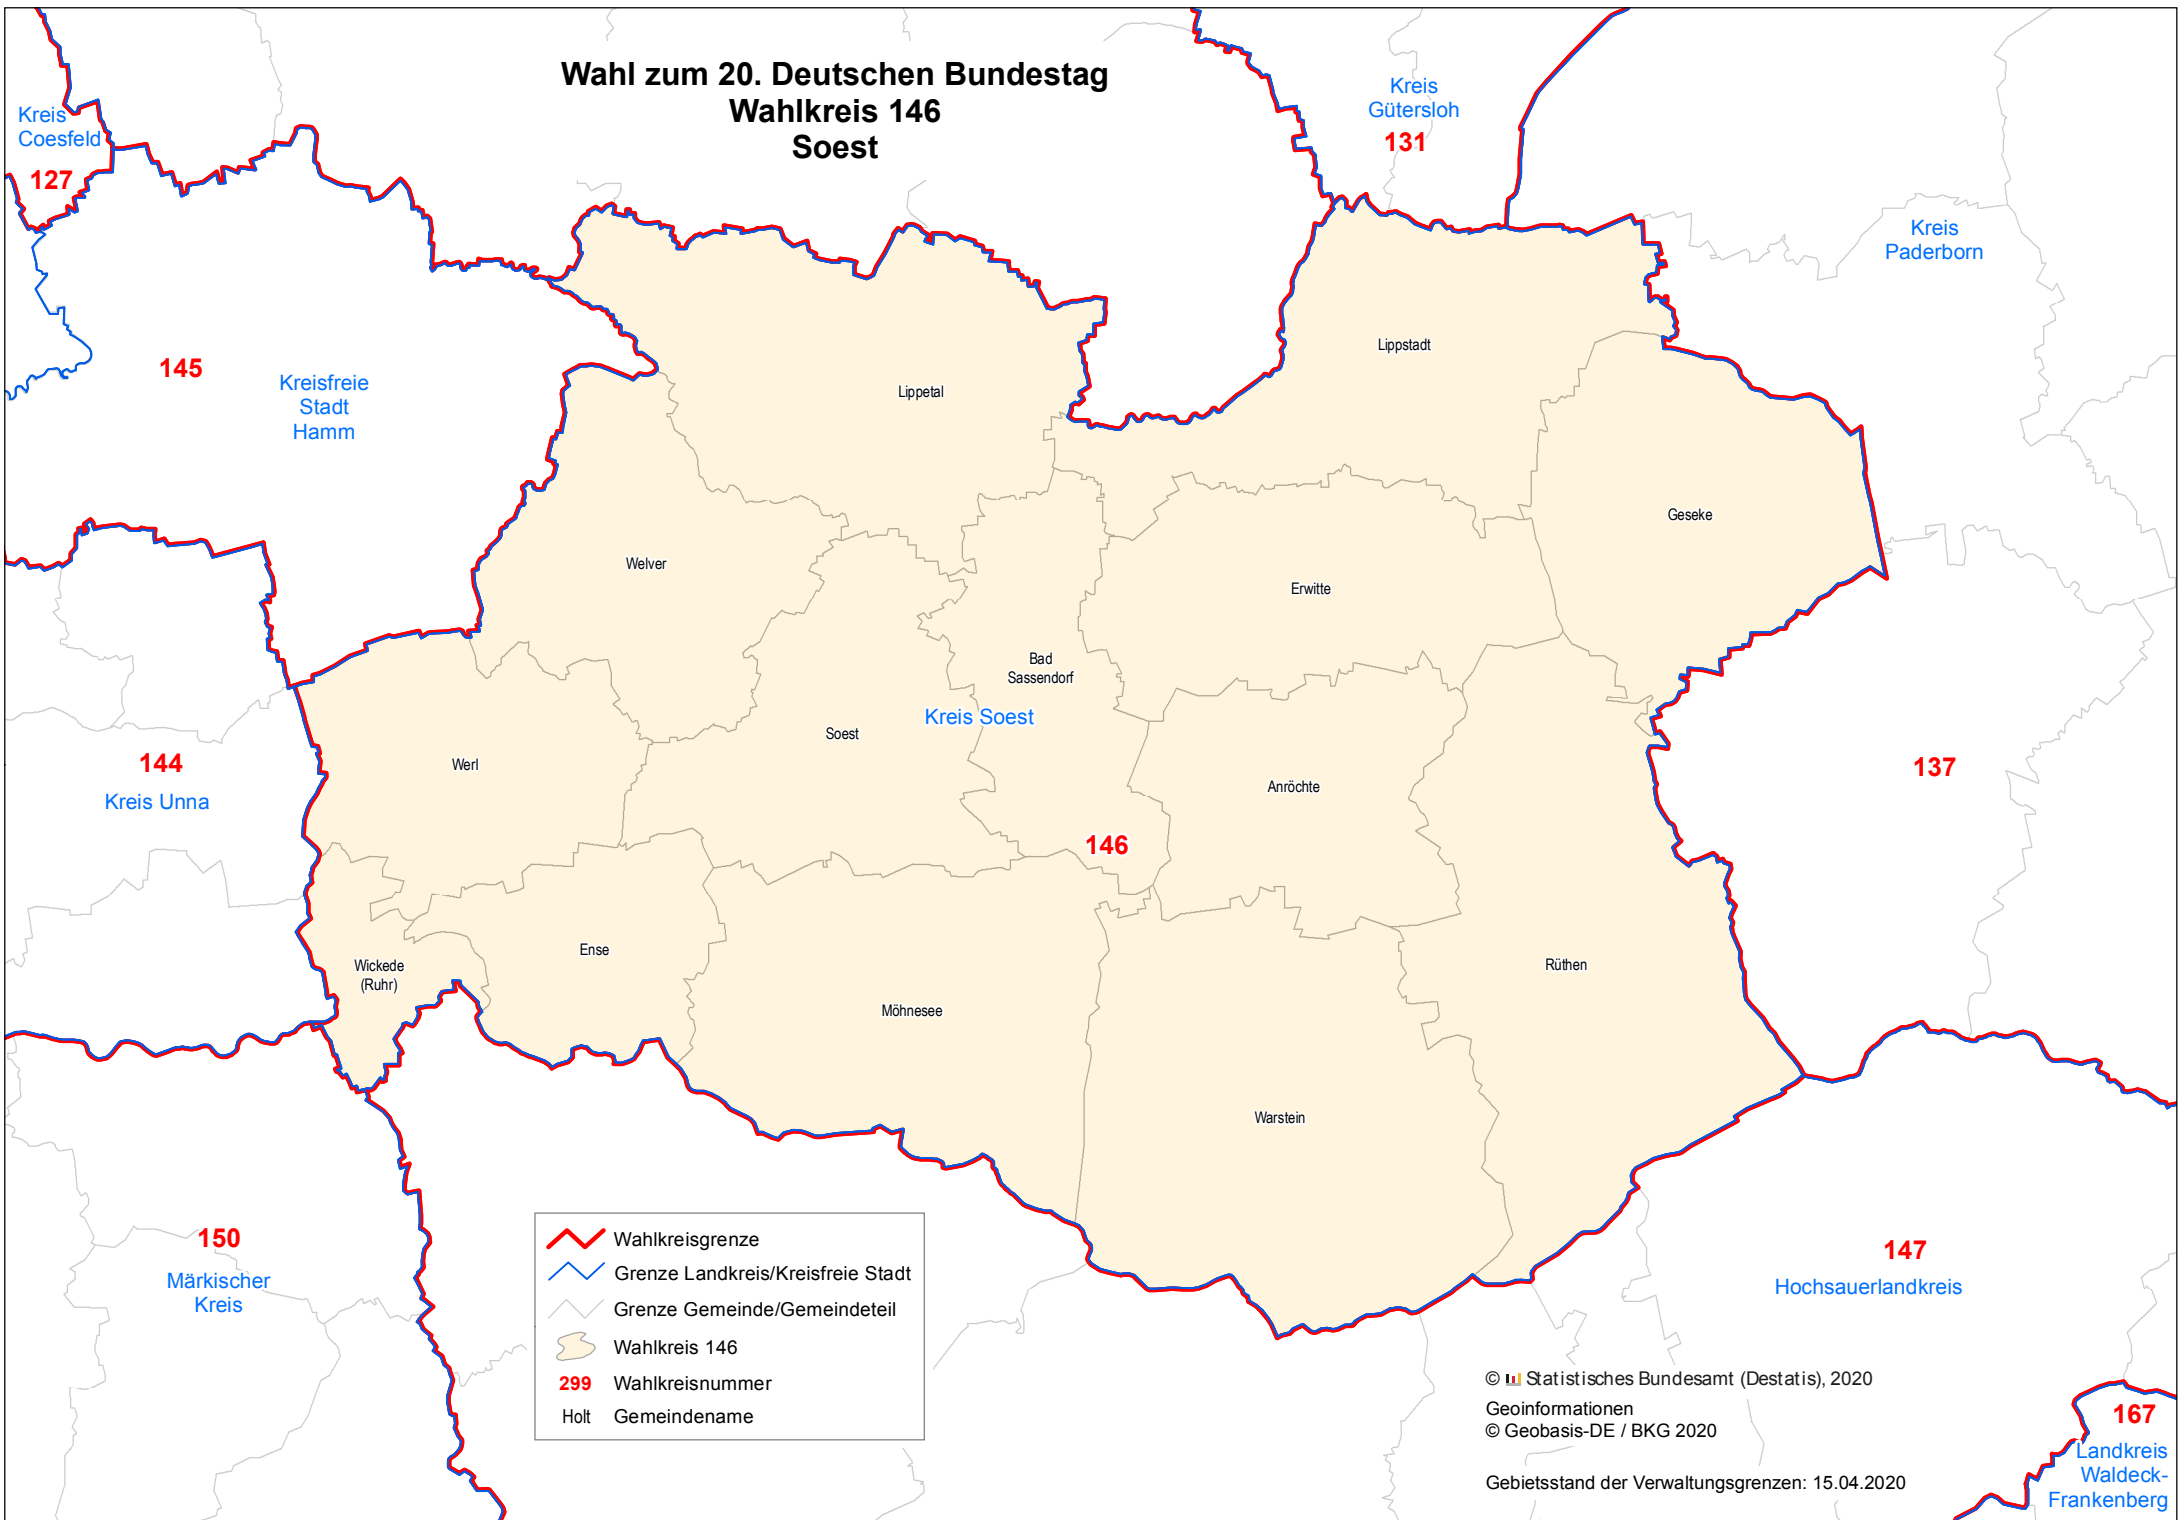 Wahl zum 20. Deutschen Bundestag
Wahlkreis 146
Soest
Kreis
Coesfeld
127
Kreis
Gütersloh
131
Kreis
Paderborn
145
Kreisfreie
Stadt
Hamm
Lippstadt
Lippetal
Geseke
Welver
Erwitte
Bad
Sassendorf
Kreis Soest
Soest
Werl
144
Kreis Unna
137
Anröchte
146
Ense
Wickede
(Ruhr)
Rüthen
Möhnesee
Warstein
150
Märkischer
Kreis
147
Hochsauerlandkreis
Wahlkreisgrenze
Grenze Landkreis/Kreisfreie Stadt
Grenze Gemeinde/Gemeindeteil
Wahlkreis 146
299 Wahlkreisnummer
Holt Gemeindename
© Statistisches Bundesamt (Destatis), 2020
Geoinformationen
© Geobasis-DE / BKG 2020
Gebietsstand der Verwaltungsgrenzen: 15.04.2020
167
Landkreis
Waldeck-
Frankenberg